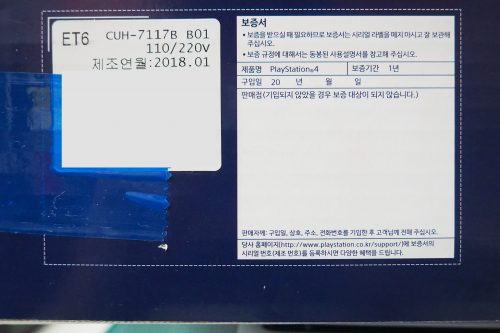 ET6 CUH-7117B B01
110/220V
제조연월:2018.01
보증서
• 보증을 받으실 때 필요하므로 보증서는 시리얼 라벨을 떼지 마시고 잘 보관해
주십시오.
• 보증 규정에 대해서는 동봉된 사용설명서를 참고해 주십시오.
제품명 PlayStation®4 보증기간 1년
구입일 20 년 월 일
판매점(기입되지 않았을 경우 보증 대상이 되지 않습니다.)
판매자께: 구입일, 상호, 주소, 전화번호를 기입한 후 고객님께 전해 주십시오.
당사 홈페이지(http://www.playstation.co.kr/support/)에 보증서의
시리얼 번호(제조 번호)를 등록하시면 다양한 혜택을 드립니다.